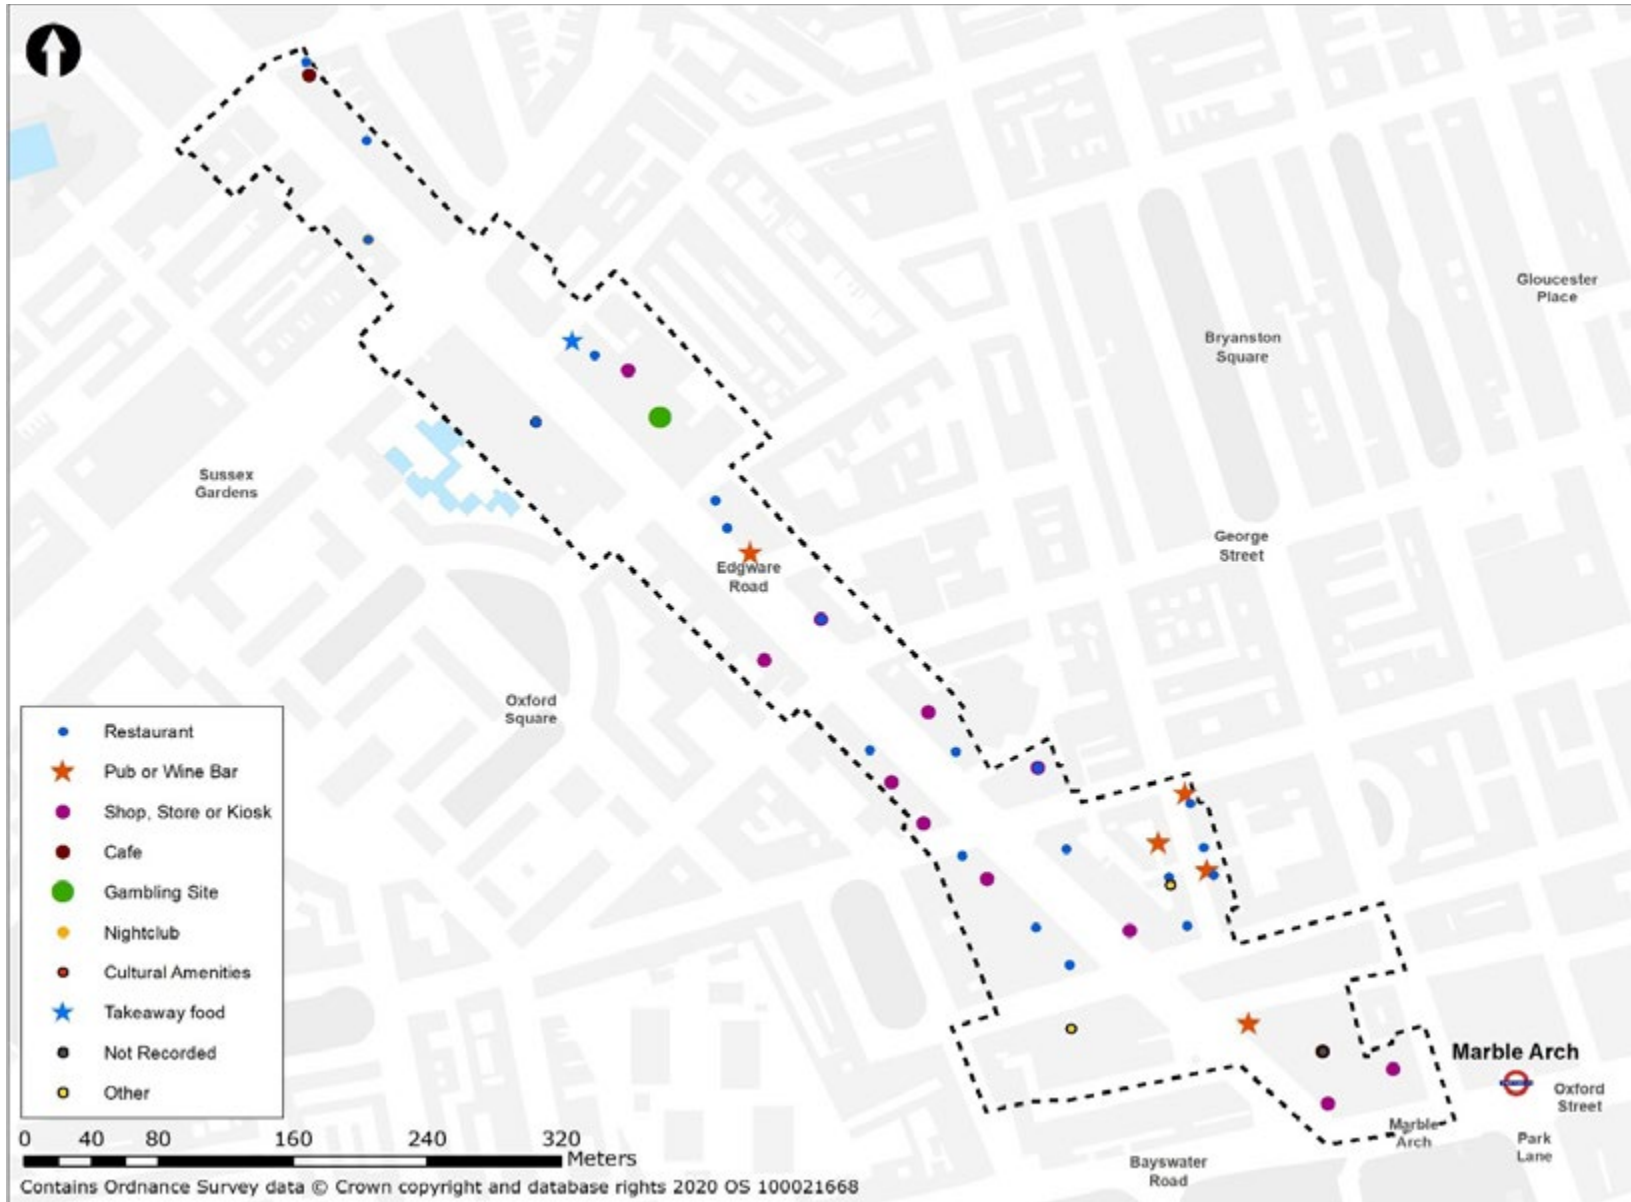 Gloucester
Place
Bryanston
Square
Sussex
Gardens
George
Street
Edgware
Road
Oxford
Square
Restaurant
Pub or Wine Bar
Shop, Store or Kiosk
Cafe
Gambling Site
Nightclub
Cultural Amenities
Takeaway food
Not Recorded
Other
Marble Arch
Oxford
Street
Marble
Arch
Park
Lane
Bayswater
Road
0 40 80 160 240 320
Meters
Contains Ordnance Survey data © Crown copyright and database rights 2020 OS 100021668